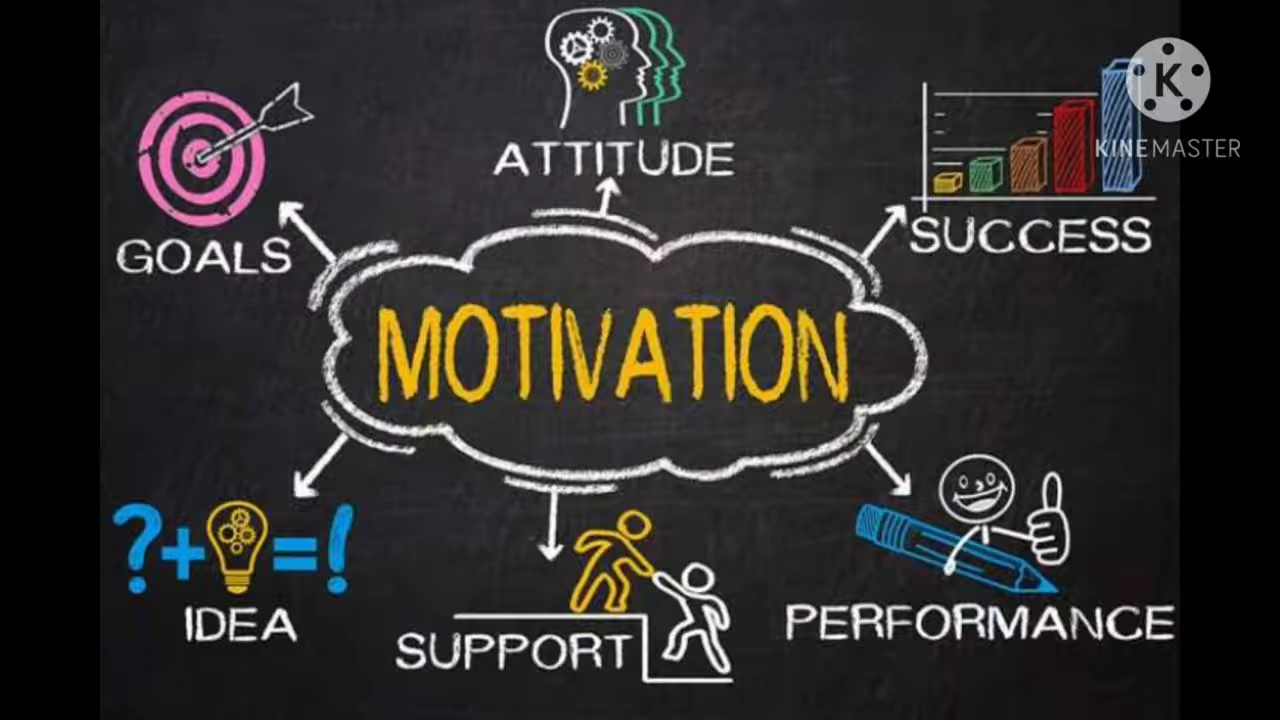 ATTITUDE
GOALS
SUCCESS
K
KINEMASTER
MOTIVATION
?+=!
IDEA
SUPPORT
PERFORMANCE